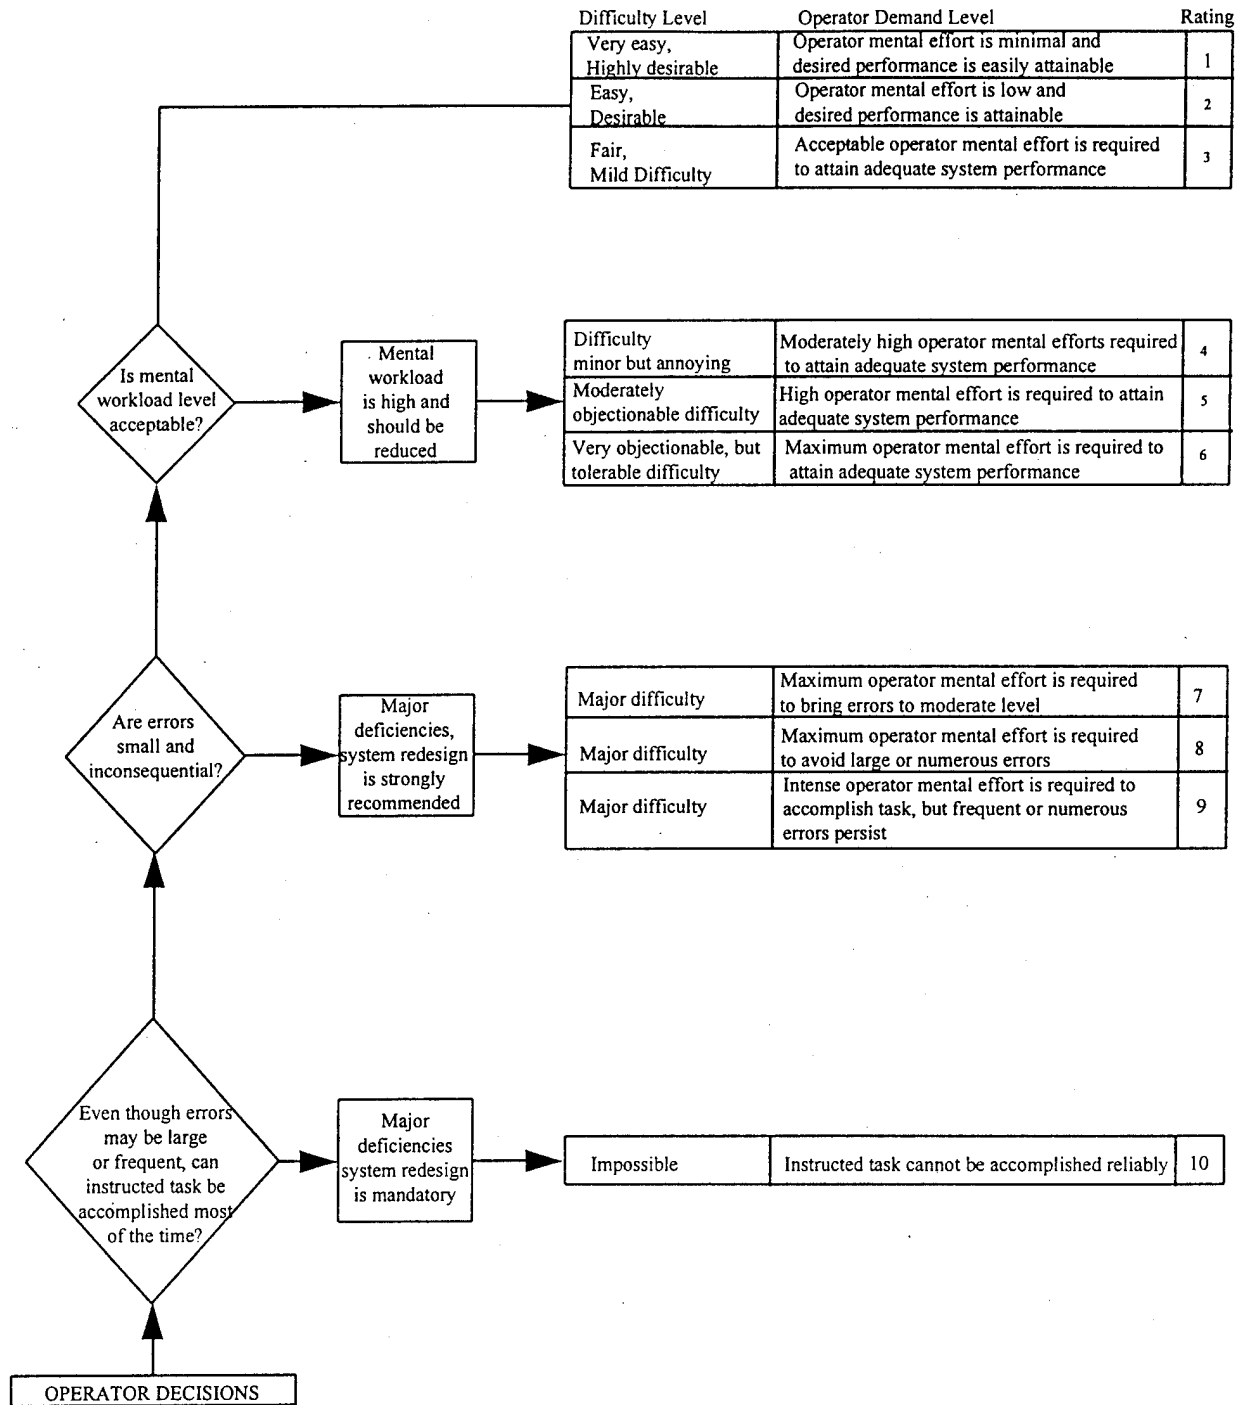 Difficulty Level Operator Demand Level Rating
Very easy, Operator mental effort is minimal and
Highly desirable desired performance is easily attainable 1
Easy, Operator mental effort is low and
Desirable desired performance is attainable 2
Fair, Acceptable operator mental effort is required
Mild Difficulty to attain adequate system performance 3
Is mental
workload level
acceptable?
Mental
workload
is high and
should be
reduced
Difficulty Moderately high operator mental efforts required
minor but annoying to attain adequate system performance 4
Moderately High operator mental effort is required to attain
objectionable difficulty adequate system performance 5
Very objectionable, but Maximum operator mental effort is required to
tolerable difficulty attain adequate system performance 6
Are errors
small and
inconsequential?
Major
deficiencies,
system redesign
is strongly
recommended
Major difficulty Maximum operator mental effort is required
to bring errors to moderate level 7
Major difficulty Maximum operator mental effort is required
to avoid large or numerous errors 8
Major difficulty Intense operator mental effort is required to
accomplish task, but frequent or numerous
errors persist 9
Even though errors
may be large
or frequent, can
instructed task be
accomplished most
of the time?
Major
deficiencies
system redesign
is mandatory
Impossible Instructed task cannot be accomplished reliably 10
OPERATOR DECISIONS